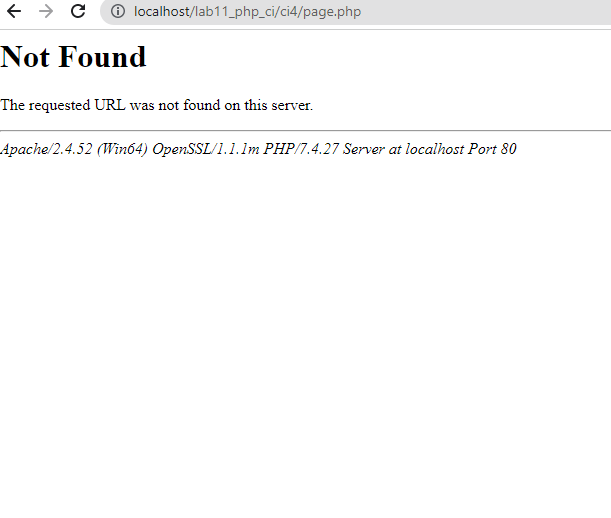 localhost/lab11_php_ci/ci4/page.php
Not Found
The requested URL was not found on this server.
Apache/2.4.52 (Win64) OpenSSL/1.1.1m PHP/7.4.27 Server at localhost Port 80